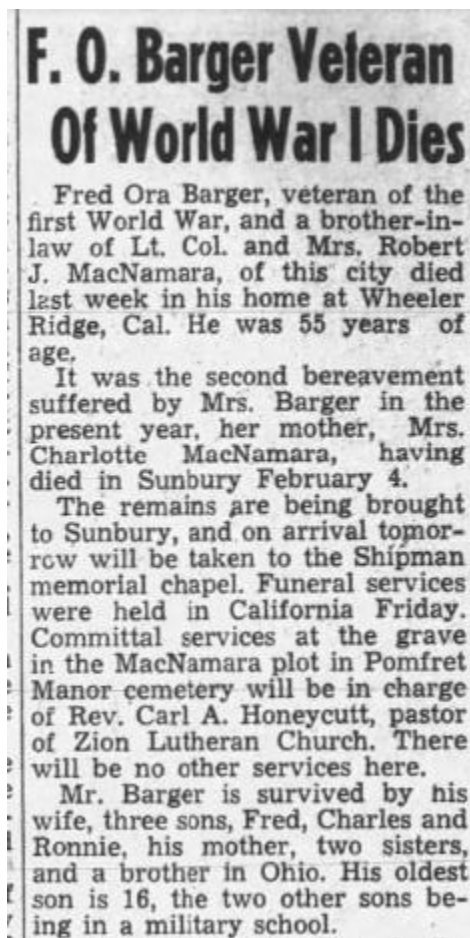 F. O. Barger Veteran
Of World War I Dies
Fred Ora Barger, veteran of the
first World War, and a brother-in-
law of Lt. Col. and Mrs. Robert
J. MacNamara, of this city died
last week in his home at Wheeler
Ridge, Cal. He was 55 years of
age.
It was the second bereavement
suffered by Mrs. Barger in the
present year, her mother, Mrs.
Charlotte MacNamara, having
died in Sunbury February 4.
The remains are being brought
to Sunbury, and on arrival tomor-
row will be taken to the Shipman
memorial chapel. Funeral services
were held in California Friday.
Committal services at the grave
in the MacNamara plot in Pomfret
Manor cemetery will be in charge
of Rev. Carl A. Honeycutt, pastor
of Zion Lutheran Church. There
will be no other services here.
Mr. Barger is survived by his
wife, three sons, Fred, Charles and
Ronnie, his mother, two sisters,
and a brother in Ohio. His oldest
son is 16, the two other sons be-
ing in a military school.